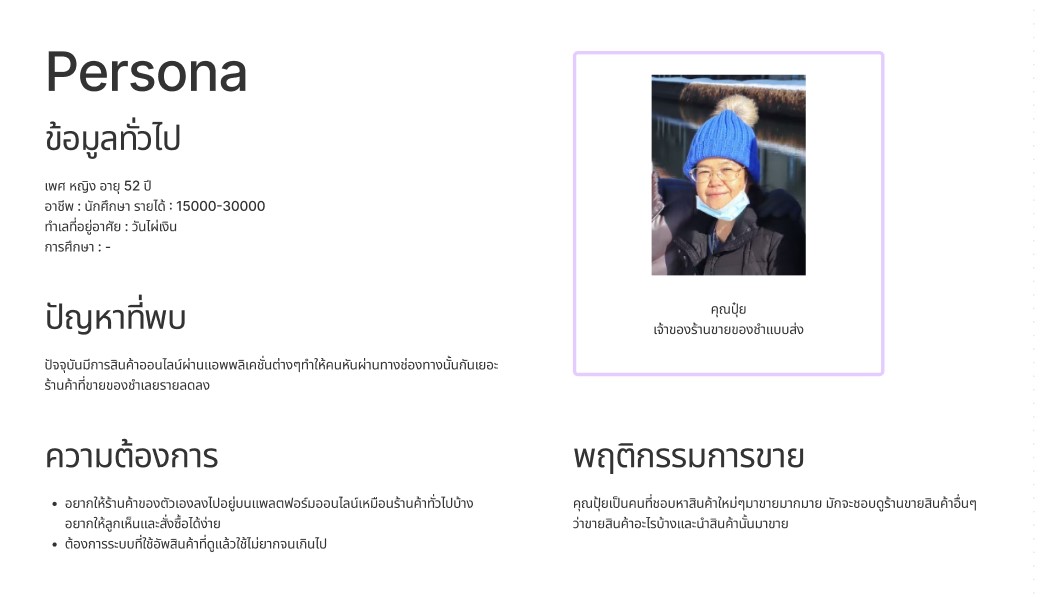 Persona
ข้อมูลทั่วไป
เพศ หญิง อายุ 52 ปี
อาชีพ : นักศึกษา รายได้ : 15000-30000
ทำเลที่อยู่อาศัย : วันไผ่เงิน
การศึกษา : -
คุณปุ๋ย
เจ้าของร้านขายของชำแบบส่ง
ปัญหาที่พบ
ปัจจุบันมีการสินค้าออนไลน์ผ่านแอพพลิเคชั่นต่างๆทำให้คนหันผ่านทางช่องทางนั้นกันเยอะ
ร้านค้าที่ขายของชำเลยรายลดลง
ความต้องการ
• อยากให้ร้านค้าของตัวเองลงไปอยู่บนแพลตฟอร์มออนไลน์เหมือนร้านค้าทั่วไปบ้าง
อยากให้ลูกเห็นและสั่งซื้อได้ง่าย
• ต้องการระบบที่ใช้อัพสินค้าที่ดูแล้วใช้ไม่ยากจนเกินไป
พฤติกรรมการขาย
คุณปุ้ยเป็นคนที่ชอบหาสินค้าใหม่ๆมาขายมากมาย มักจะชอบดูร้านขายสินค้าอื่นๆ
ว่าขายสินค้าอะไรบ้างและนำสินค้านั้นมาขาย